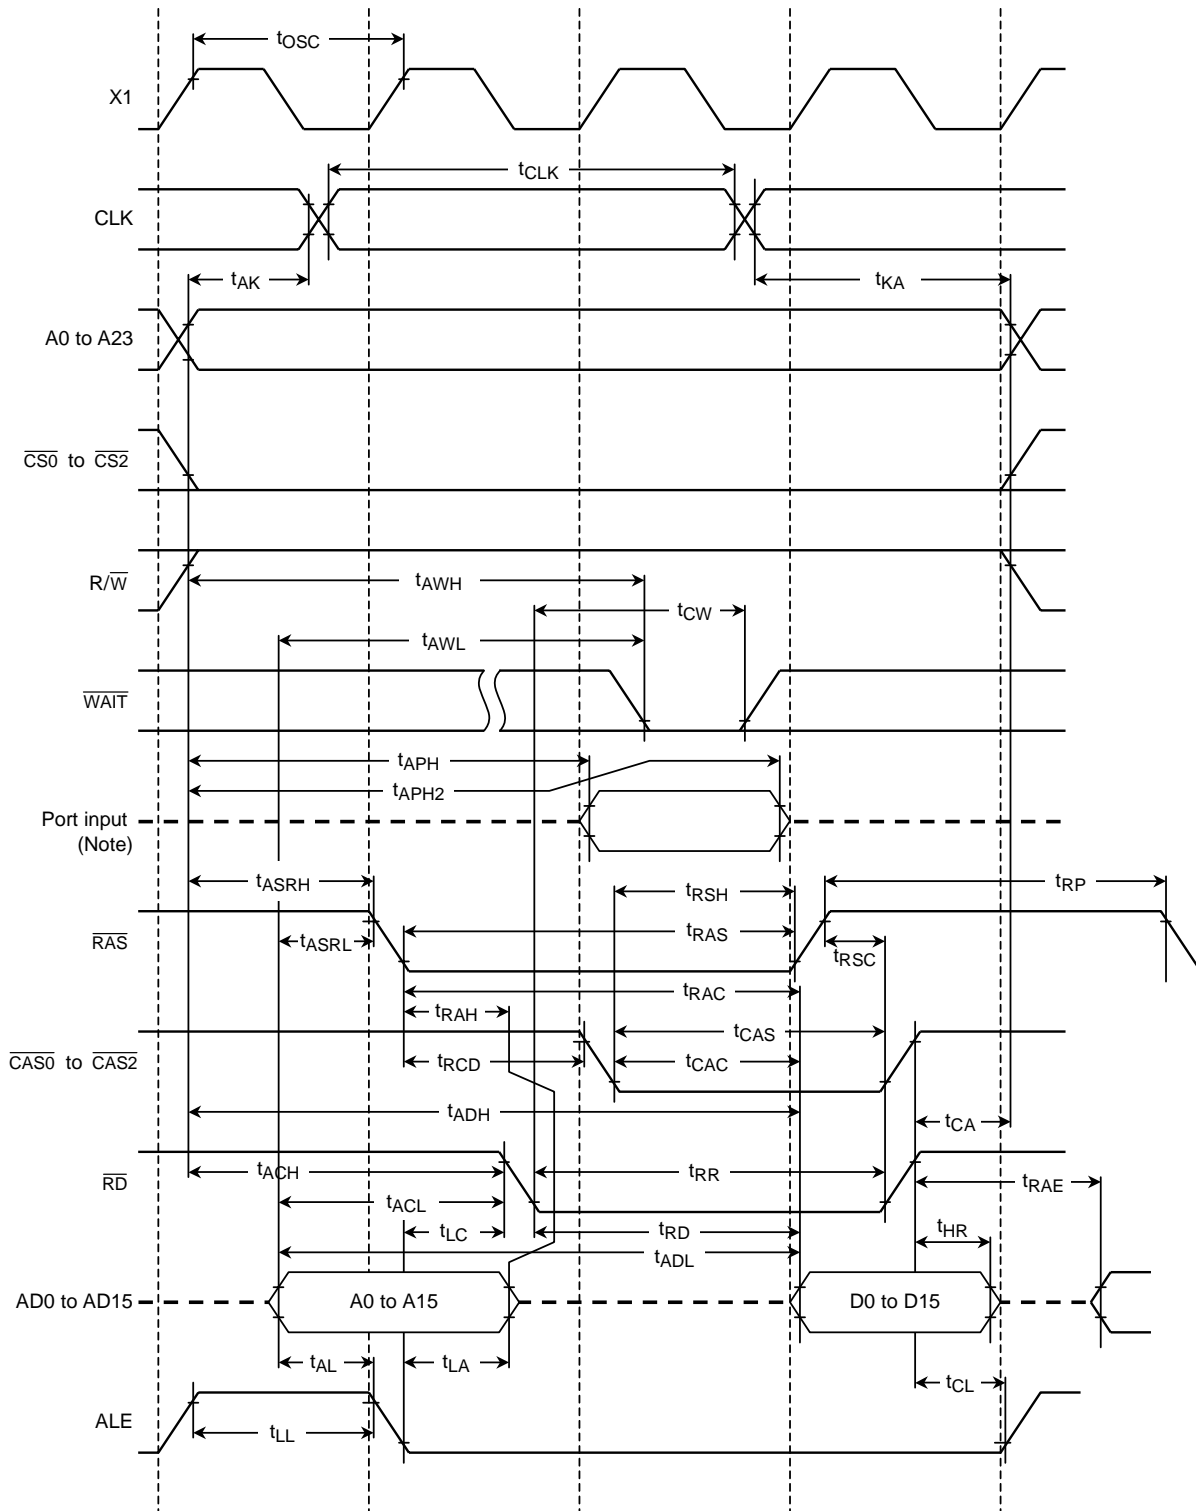 tOSC
X1
tCLK
CLK
tAK
tKA
A0 to A23
CS0 to CS2
R/W
tAWH
tCW
tAWL
WAIT
tAPH
tAPH2
Port input
(Note)
tASRH
tRSH
tRP
RAS
tASRL
tRAS
tRSC
tRAC
tRAH
tCAS
CAS0 to CAS2
tRCD
tCAC
tADH
tCA
RD
tACH
tRR
tRAE
tACL
tLC
tRD
tHR
tADL
AD0 to AD15
A0 to A15
D0 to D15
tAL
tLA
tCL
ALE
tLL